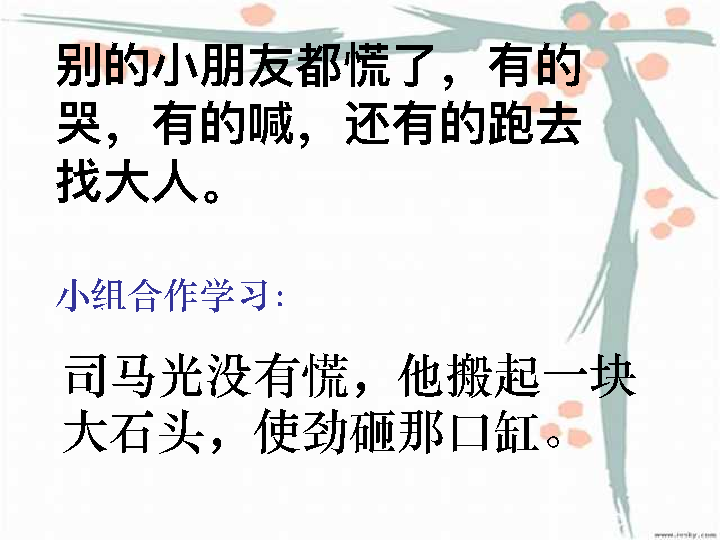 别的小朋友都慌了，有的
哭，有的喊，还有的跑去
找大人。
小组合作学习：
司马光没有慌，他搬起一块
大石头，使劲砸那口缸。